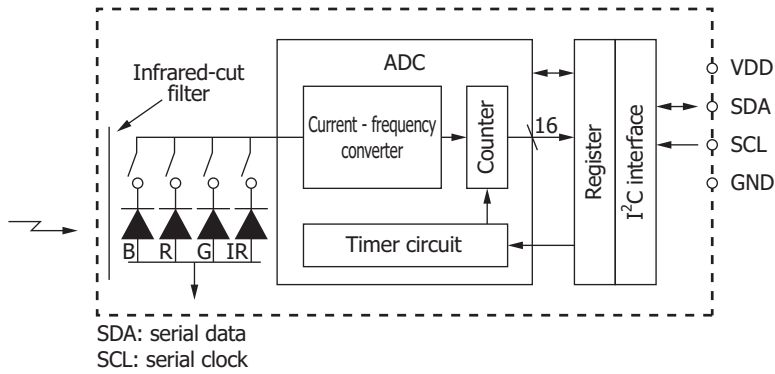 Infrared-cut
filter
ADC
Current - frequency
converter
Counter
16
Register
I²C interface
VDD
SDA
SCL
GND
Timer circuit
B R G IR
SDA: serial data
SCL: serial clock